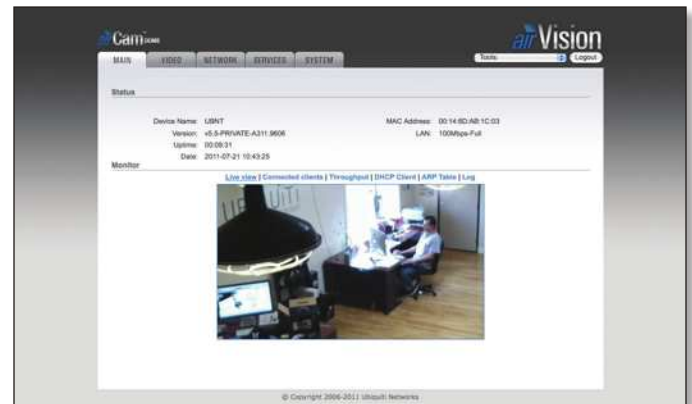 airCam DOME
airVision
MAIN VIDEO NETWORK SERVICES SYSTEM
Tools: Logout
Status
Device Name: UBNT
Version: v5.5-PRIVATE-A311.9606
Uptime: 00:09:31
Date: 2011-07-21 10:43:25
MAC Address: 00:14:6D:AB:1C:03
LAN: 100Mbps-Full
Monitor
Live view | Connected clients | Throughput | DHCP Client | ARP Table | Log
UBiQUiTi
© Copyright 2006-2011 Ubiquiti Networks